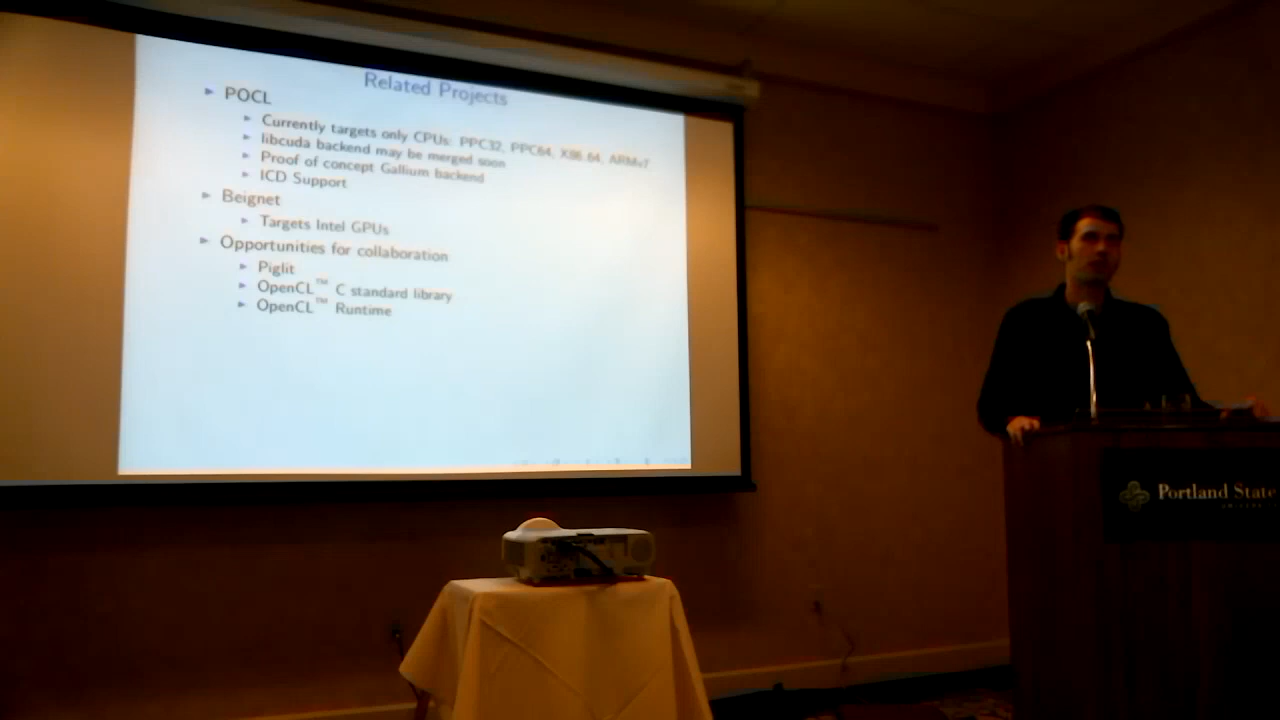 Related Projects
POCL
Currently targets only CPUs: PPC32, PPC64, X86_64, ARMv7
libcuda backend may be merged soon
Proof of concept Gallium backend
ICD Support
Beignet
Targets Intel GPUs
Opportunities for collaboration
Piglit
OpenCL™ C standard library
OpenCL™ Runtime
Portland State